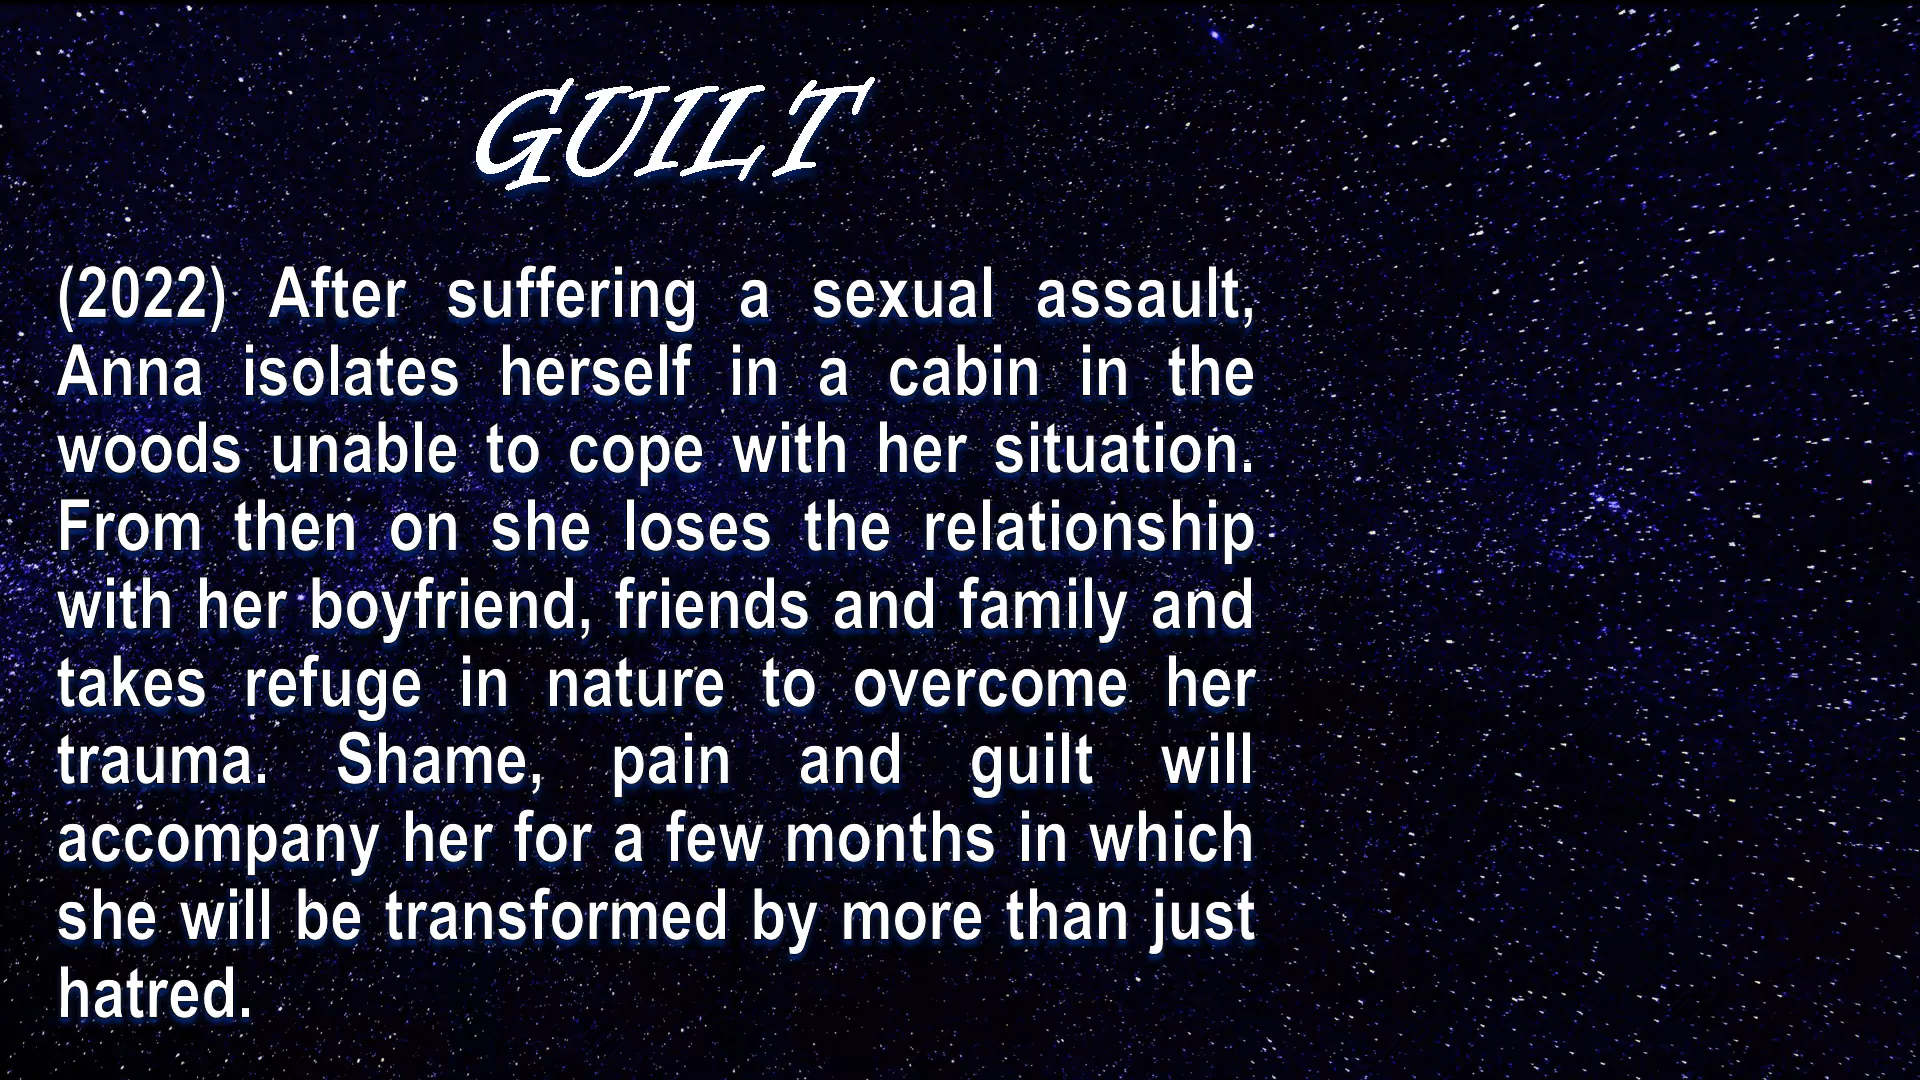 GUILT
(2022) After suffering a sexual assault,
Anna isolates herself in a cabin in the
woods unable to cope with her situation.
From then on she loses the relationship
with her boyfriend, friends and family and
takes refuge in nature to overcome her
trauma. Shame, pain and guilt will
accompany her for a few months in which
she will be transformed by more than just
hatred.